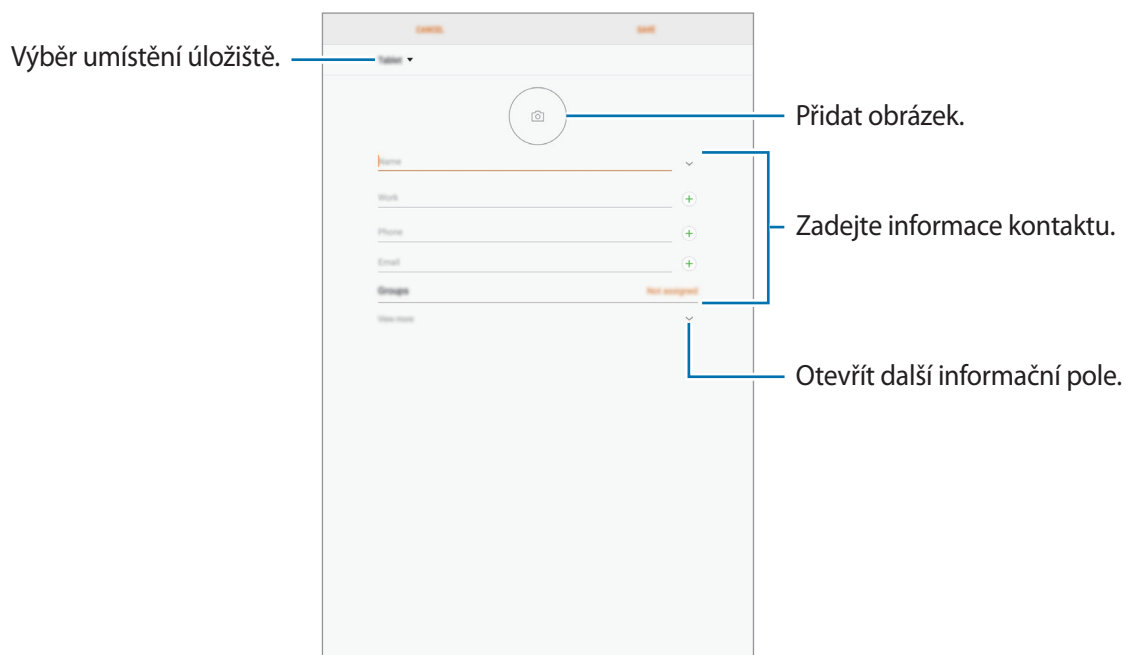 CANCEL SAVE
Výběr umístění úložiště.
Tablet
Přidat obrázek.
Name
Work
Zadejte informace kontaktu.
Phone
Email
Groups Not assigned
View more
Otevřít další informační pole.